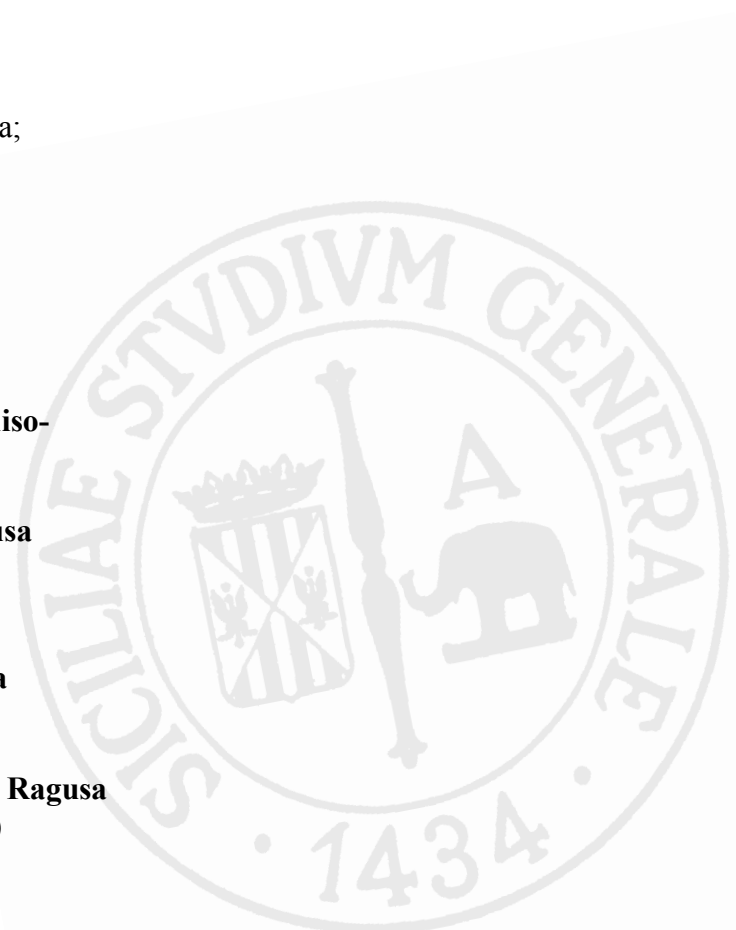 a;
iso-
usa
a
Ragusa
)
SICILIAE STVDIVM GENERALE
A
· 1434 ·